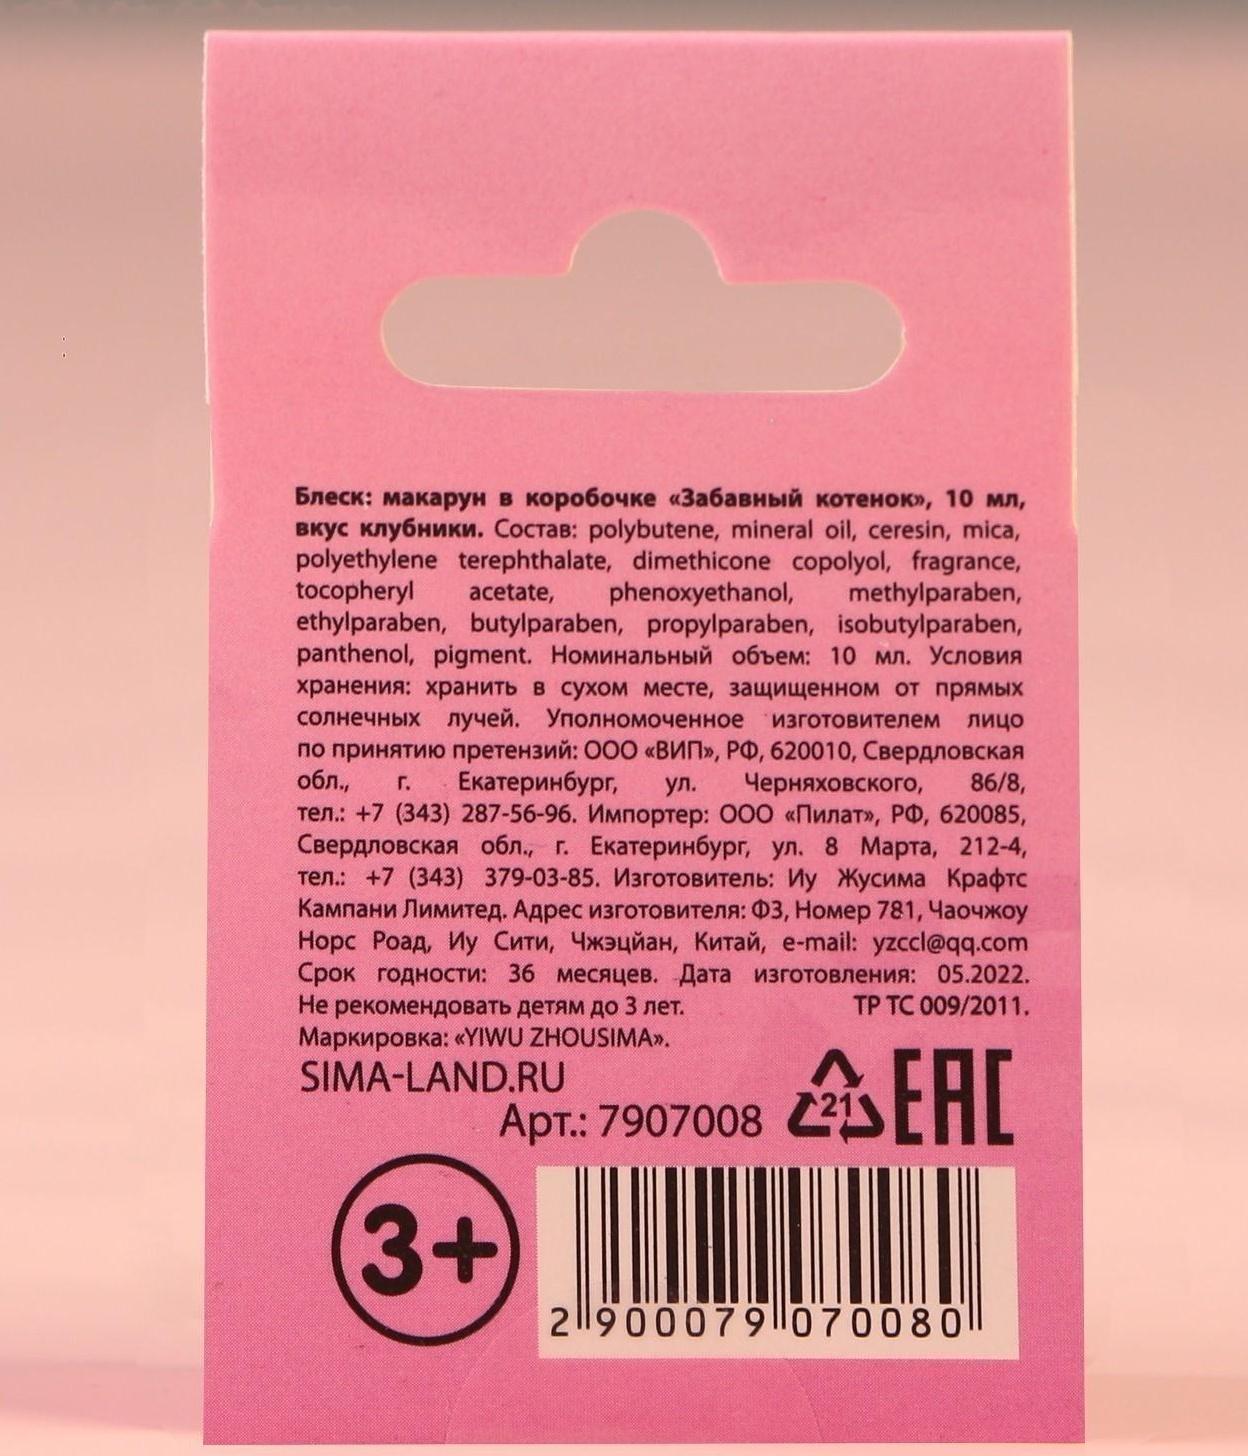 Блеск: макарун в коробочке «Забавный котенок», 10 мл,
вкус клубники. Состав: polybutene, mineral oil, ceresin, mica,
polyethylene terephthalate, dimethicone copolyol, fragrance,
tocopheryl acetate, phenoxyethanol, methylparaben,
ethylparaben, butylparaben, propylparaben, isobutylparaben,
panthenol, pigment. Номинальный объем: 10 мл. Условия
хранения: хранить в сухом месте, защищенном от прямых
солнечных лучей. Уполномоченное изготовителем лицо
по принятию претензий: ООО «ВИП», РФ, 620010, Свердловская
обл., г. Екатеринбург, ул. Черняховского, 86/8,
тел.: +7 (343) 287-56-96. Импортер: ООО «Пилат», РФ, 620085,
Свердловская обл., г. Екатеринбург, ул. 8 Марта, 212-4,
тел.: +7 (343) 379-03-85. Изготовитель: Иу Жусима Крафтс
Кампани Лимитед. Адрес изготовителя: Ф3, Номер 781, Чаочжоу
Норс Роад, Иу Сити, Чжэцйан, Китай, e-mail: yzccl@qq.com
Срок годности: 36 месяцев. Дата изготовления: 05.2022.
Не рекомендовать детям до 3 лет. ТР ТС 009/2011.
Маркировка: «YIWU ZHOUSIMA».
SIMA-LAND.RU
Арт.: 7907008
21
EAC
3+
2 900079 070080